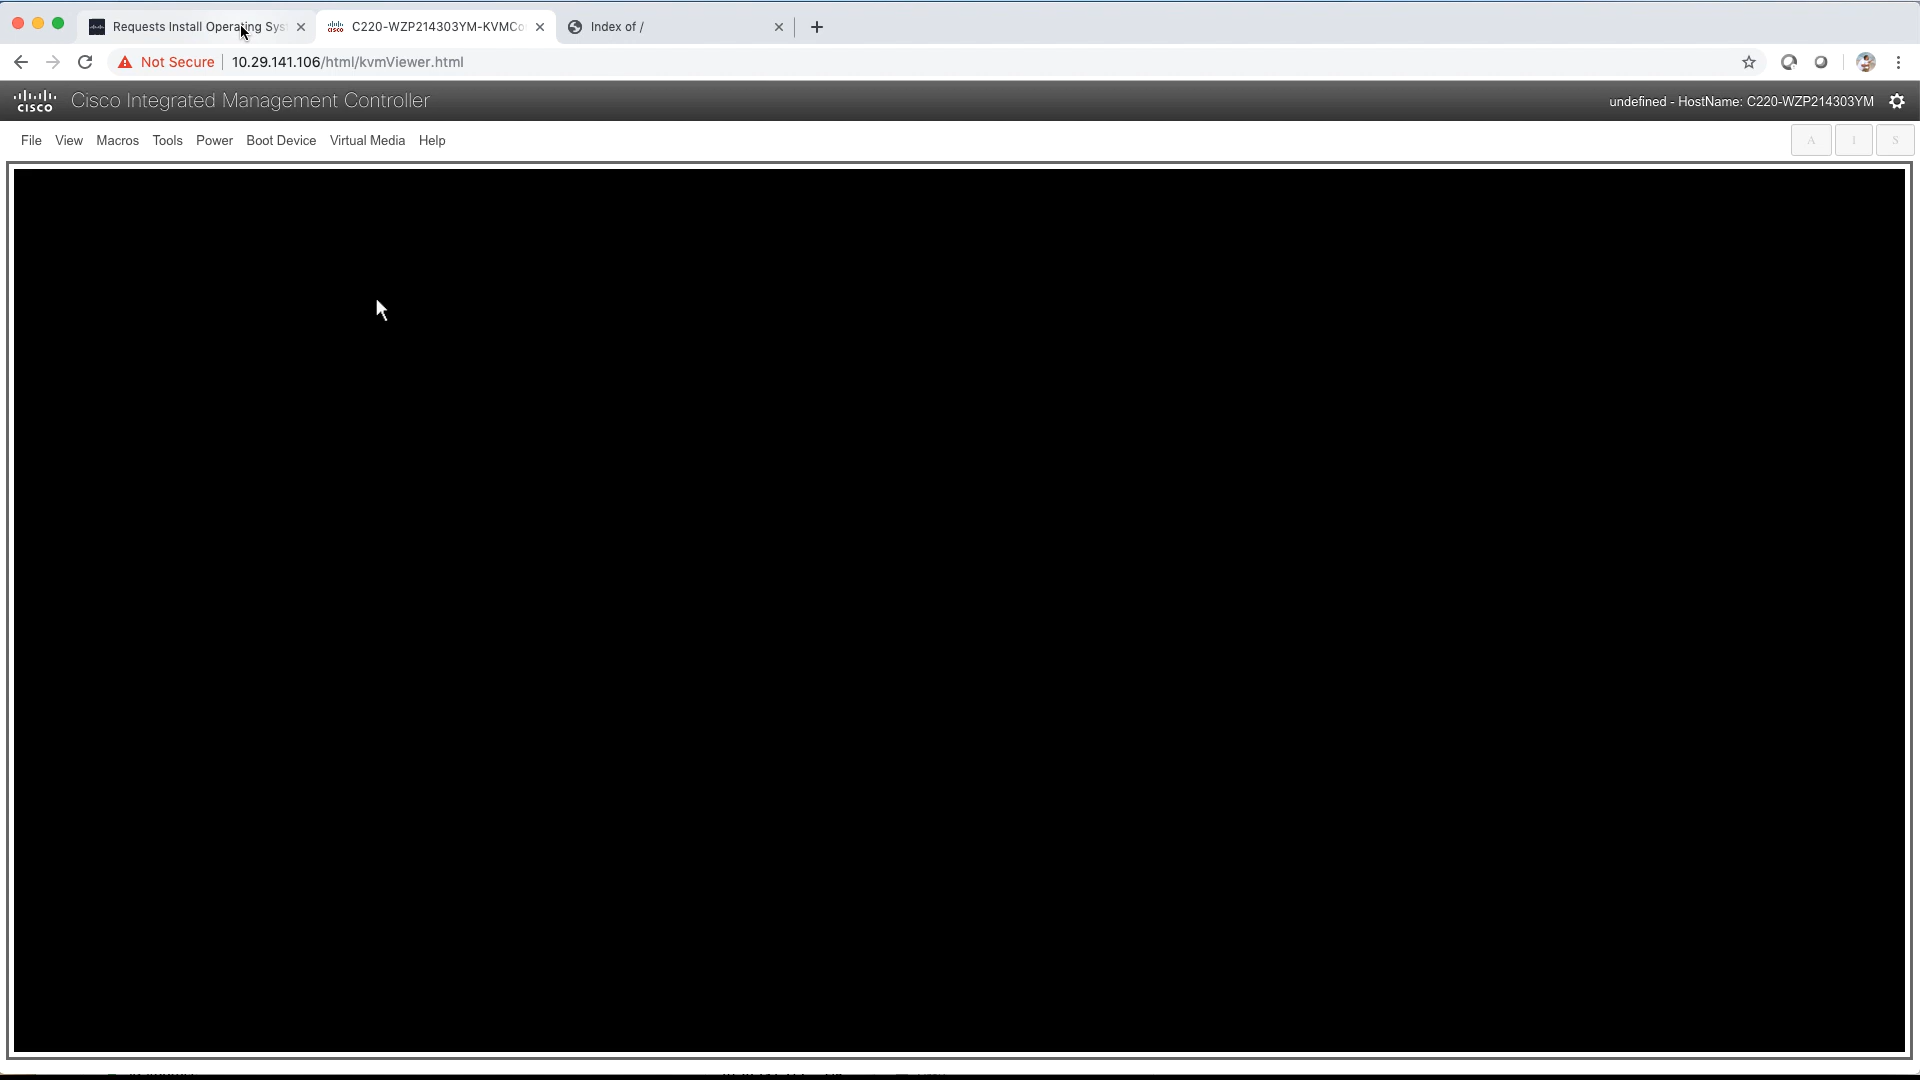 Requests Install Operating Sys
C220-WZP214303YM-KVMCo
Index of /
Not Secure
10.29.141.106/html/kvmViewer.html
CISCO
Cisco Integrated Management Controller
undefined - HostName: C220-WZP214303YM
File
View
Macros
Tools
Power
Boot Device
Virtual Media
Help
A
I
S